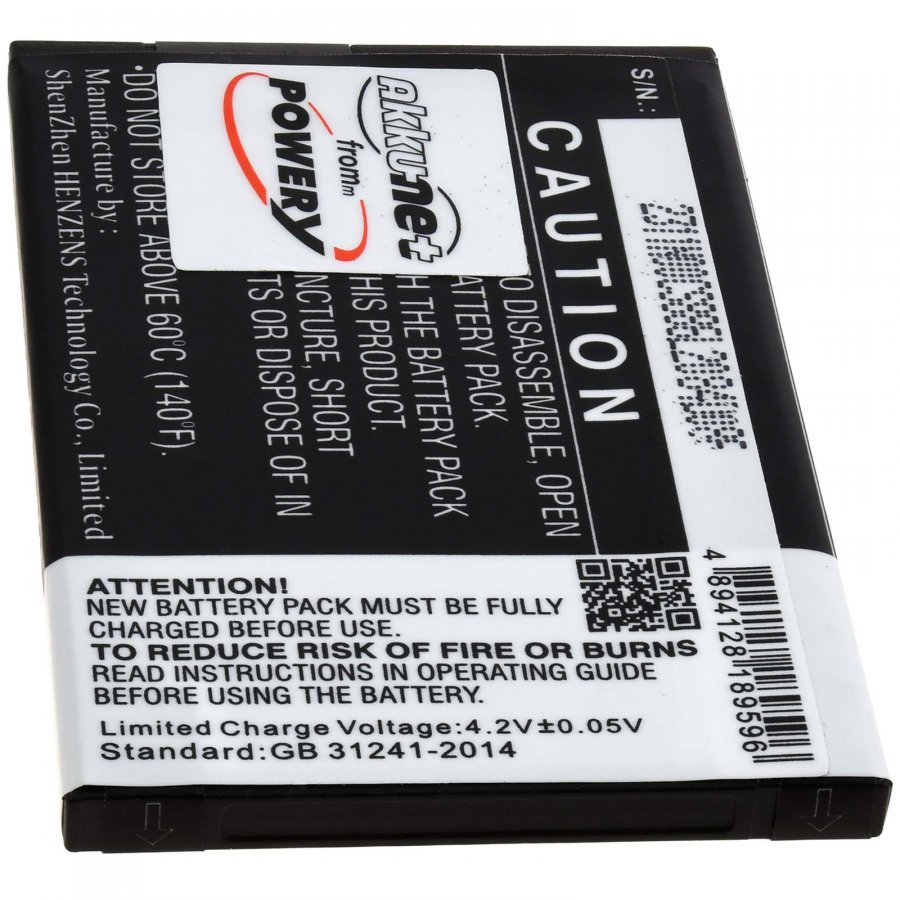 S/N.:
CAUTION
O DISASSEMBLE, OPEN
ATTERY PACK.
H THE BATTERY PACK
HIS PRODUCT.
NCTURE, SHORT
TS OR DISPOSE OF IN
•DO NOT STORE ABOVE 60°C (140°F).
Manufacture by :
ShenZhen HENZENS Technology Co., Limited
akku.net
from
POWERY
ATTENTION!
NEW BATTERY PACK MUST BE FULLY
CHARGED BEFORE USE.
TO REDUCE RISK OF FIRE OR BURNS
READ INSTRUCTIONS IN OPERATING GUIDE
BEFORE USING THE BATTERY.
Limited Charge Voltage:4.2V±0.05V
Standard:GB 31241-2014
4 894128 189596